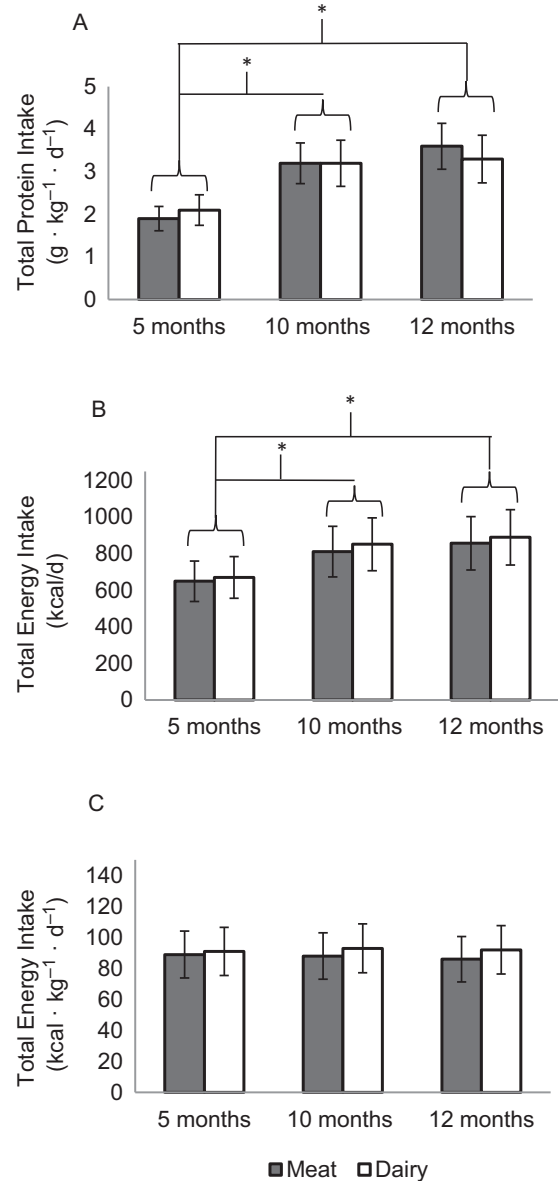 A
*
*
Total Protein Intake
(g · kg⁻¹ · d⁻¹)
5
4
3
2
1
0
5 months 10 months 12 months
B
*
*
Total Energy Intake
(kcal/d)
1200
1000
800
600
400
200
0
5 months 10 months 12 months
C
Total Energy Intake
(kcal · kg⁻¹ · d⁻¹)
140
120
100
80
60
40
20
0
5 months 10 months 12 months
Meat Dairy